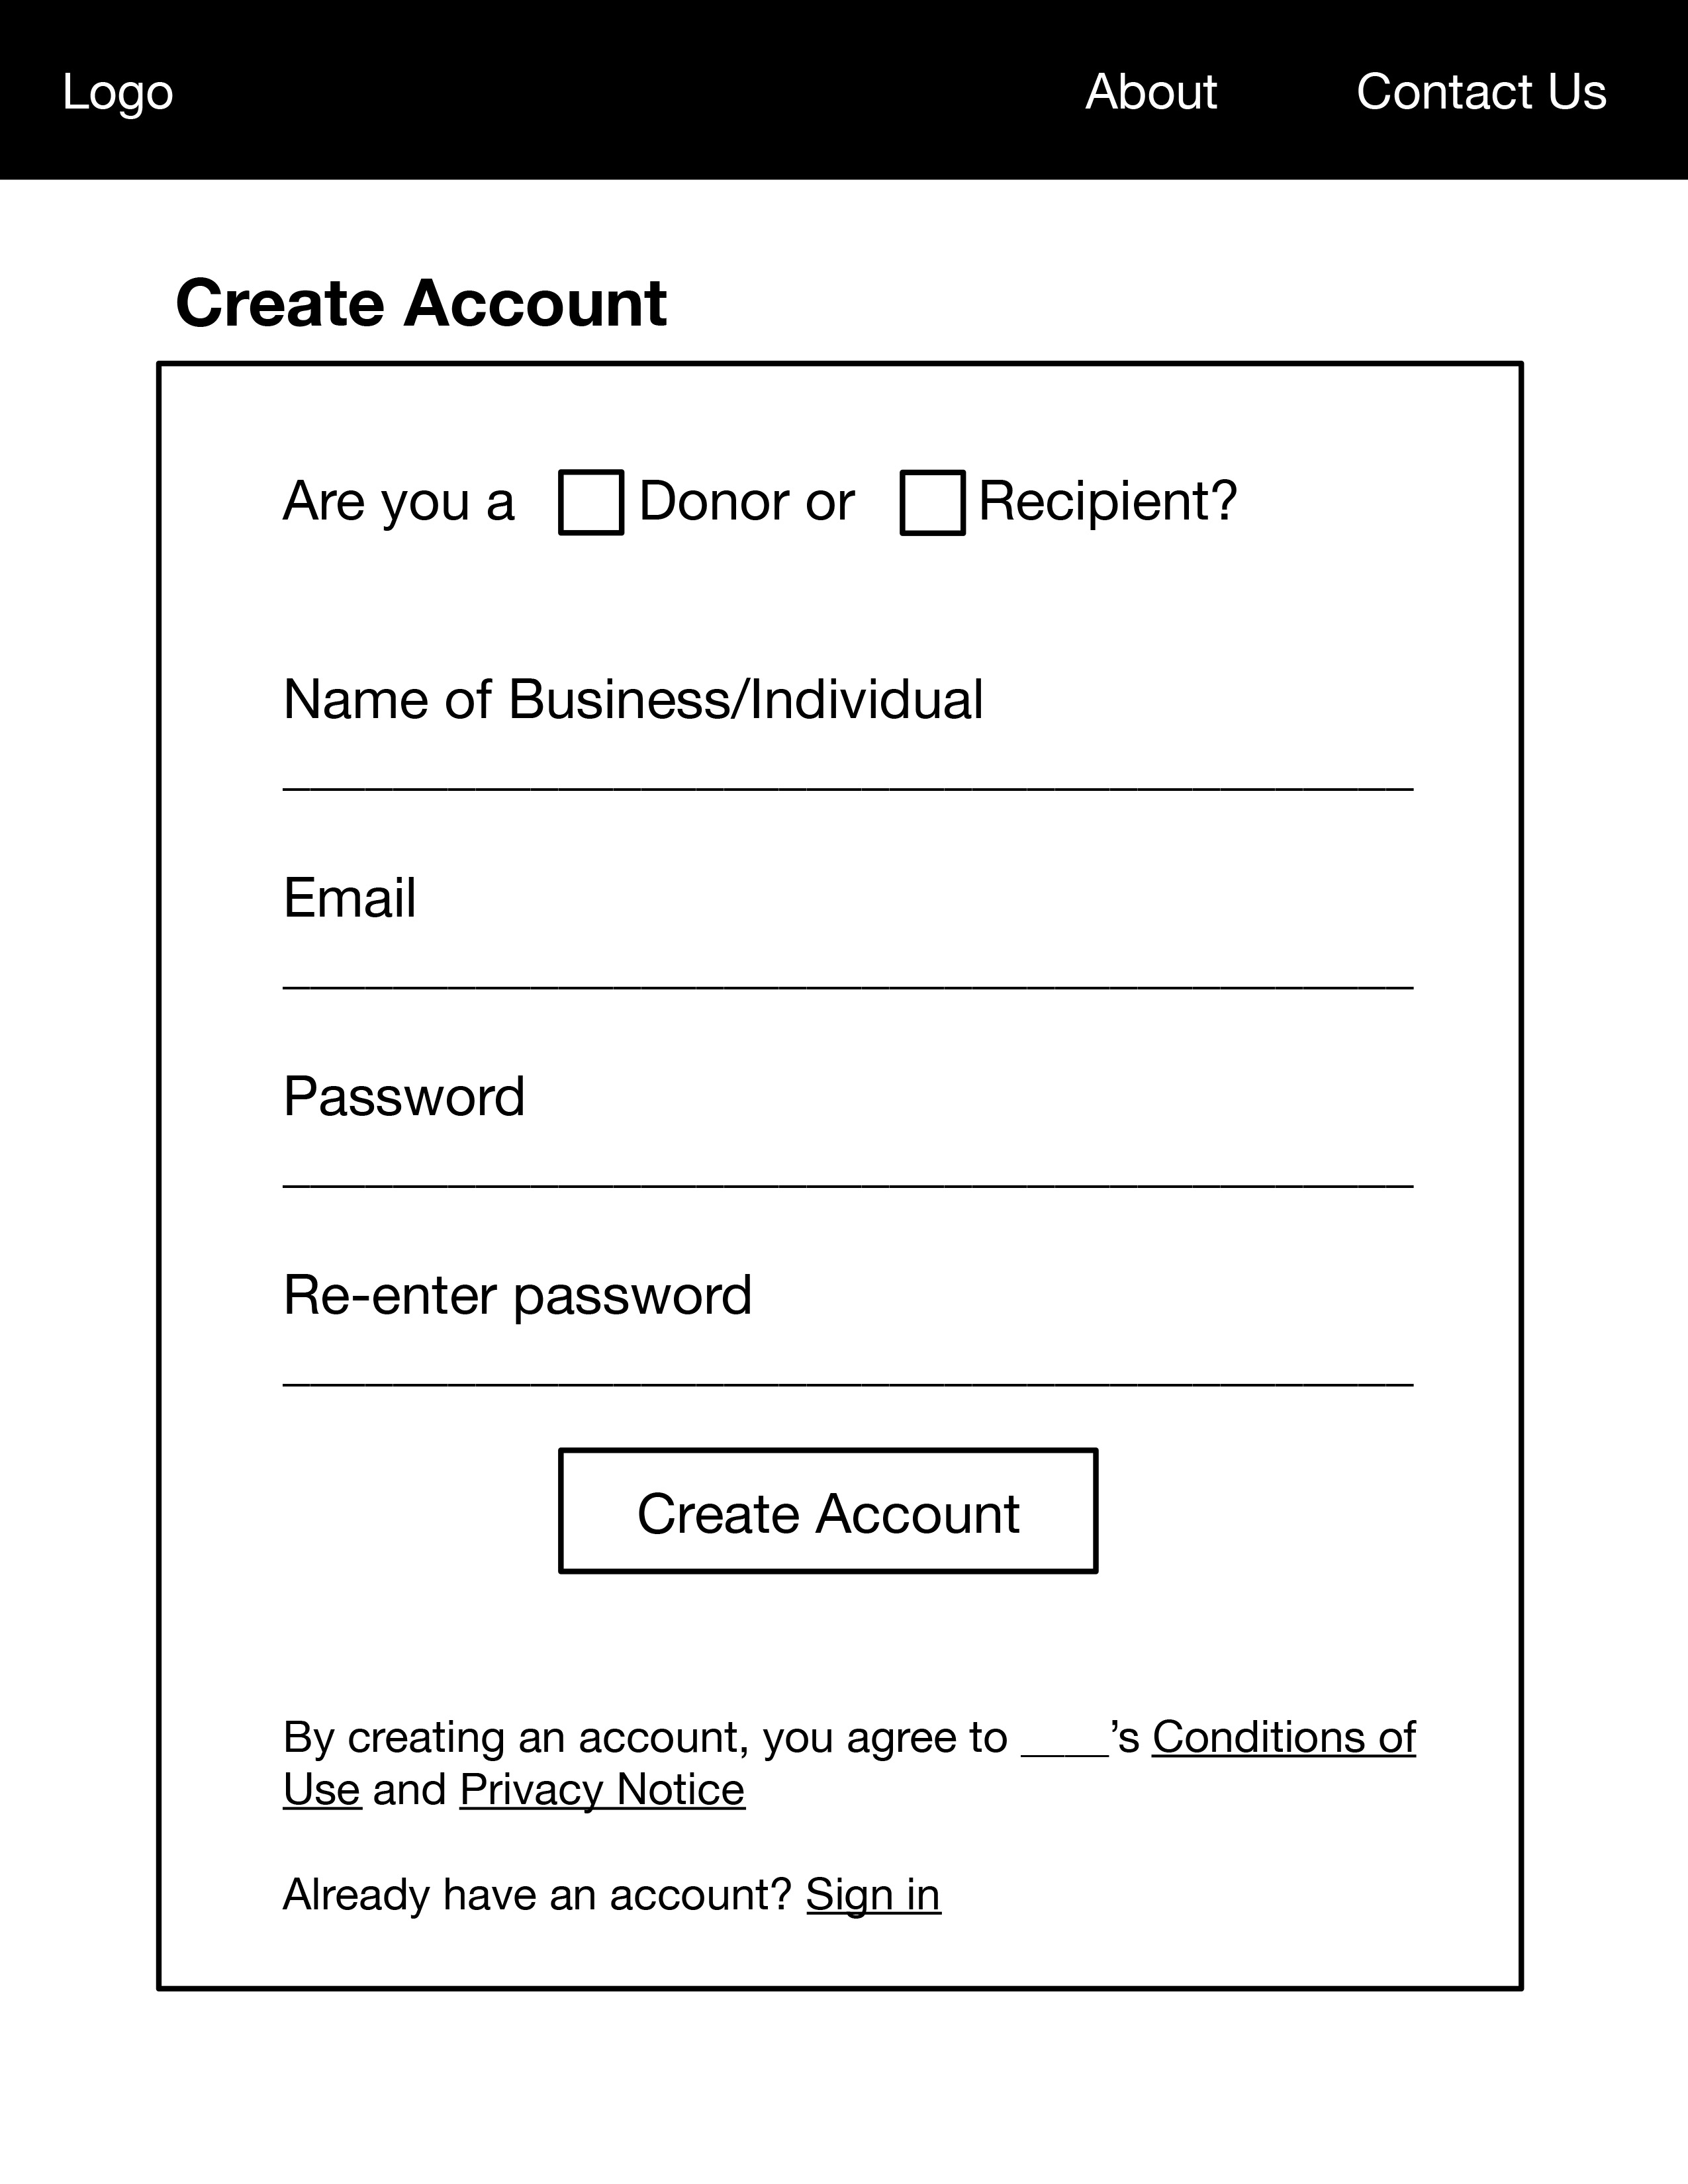 Logo About Contact Us
Create Account
Are you a Donor or Recipient?
Name of Business/Individual
Email
Password
Re-enter password
Create Account
By creating an account, you agree to ____’s Conditions of
Use and Privacy Notice
Already have an account? Sign in